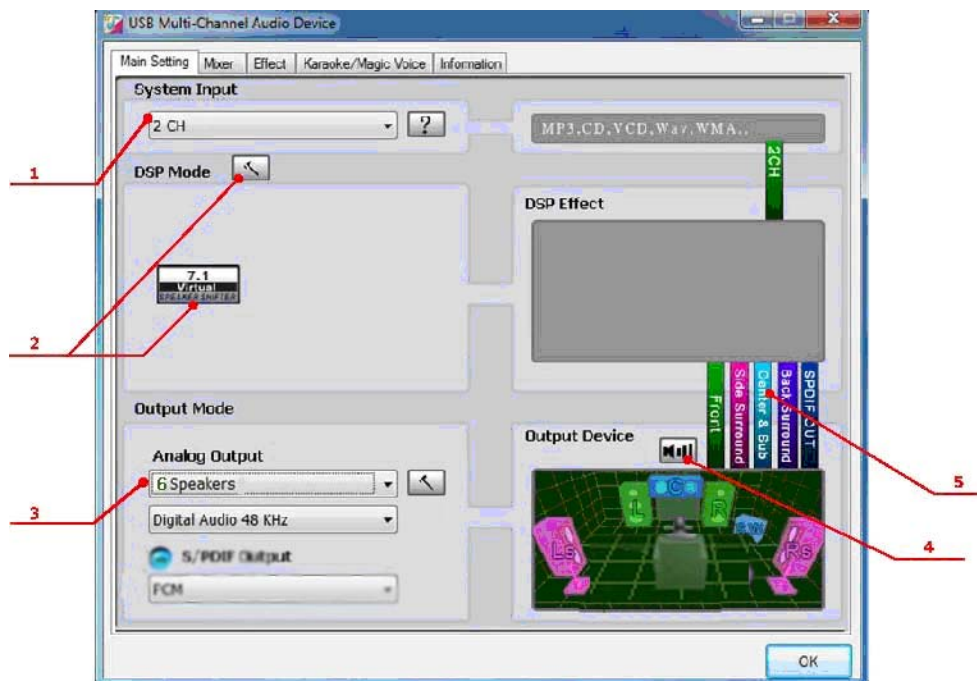 USB Multi-Channel Audio Device
Main Setting Mixer Effect Karaoke/Magic Voice Information
System Input
2 CH
?
MP3,CD,VCD,Wav,WMA..
1
2CH
DSP Mode
DSP Effect
7.1
Virtual
SPEAKER SHIFTER
2
Front
Side Surround
Center & Sub
Back Surround
SPDIF OUT
Output Mode
Output Device
Analog Output
6 Speakers
5
3
Digital Audio 48 KHz
4
S/PDIF Output
PCM
L
Ce
R
SW
Ls
Rs
OK